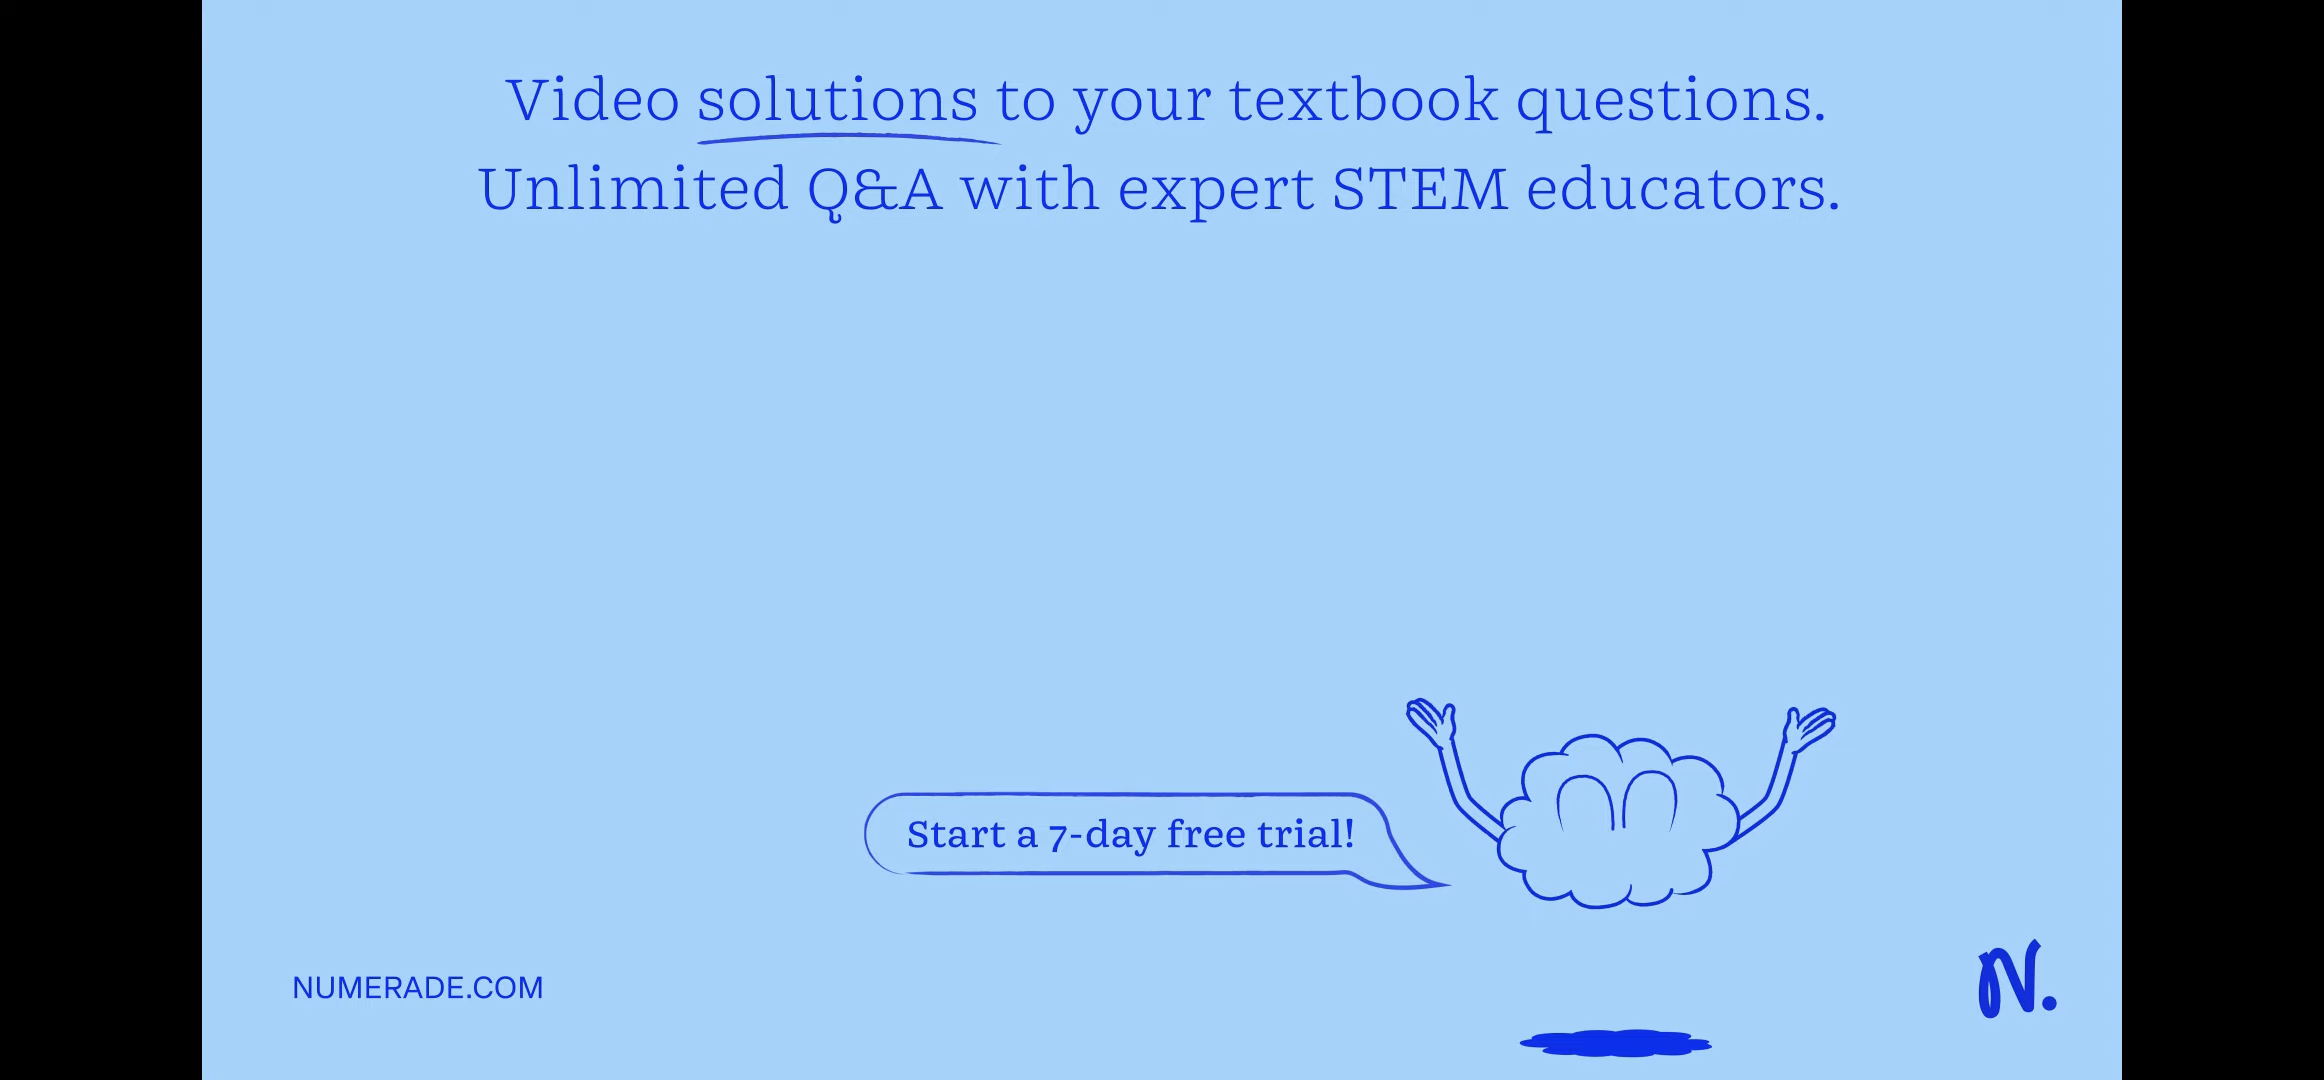 Video solutions to your textbook questions.
Unlimited Q&A with expert STEM educators.
Start a 7-day free trial!
NUMERADE.COM
N.